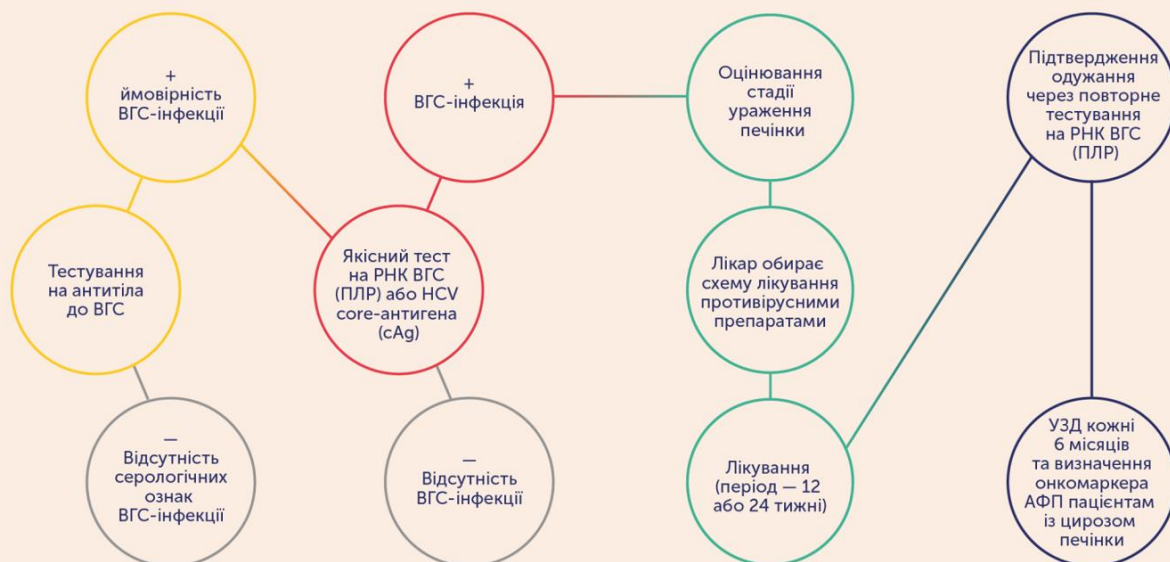 +
ймовірність
ВГС-інфекції
Тестування
на антитіла
до ВГС
—
Відсутність
серологічних
ознак
ВГС-інфекції
+
ВГС-інфекція
Якісний тест
на РНК ВГС
(ПЛР) або HCV
core-антигена
(cAg)
—
Відсутність
ВГС-інфекції
Оцінювання
стадії
ураження
печінки
Лікар обирає
схему лікування
противірусними
препаратами
Лікування
(період — 12
або 24 тижні)
Підтвердження
одужання
через повторне
тестування
на РНК ВГС
(ПЛР)
УЗД кожні
6 місяців
та визначення
онкомаркера
АФП пацієнтам
із цирозом
печінки